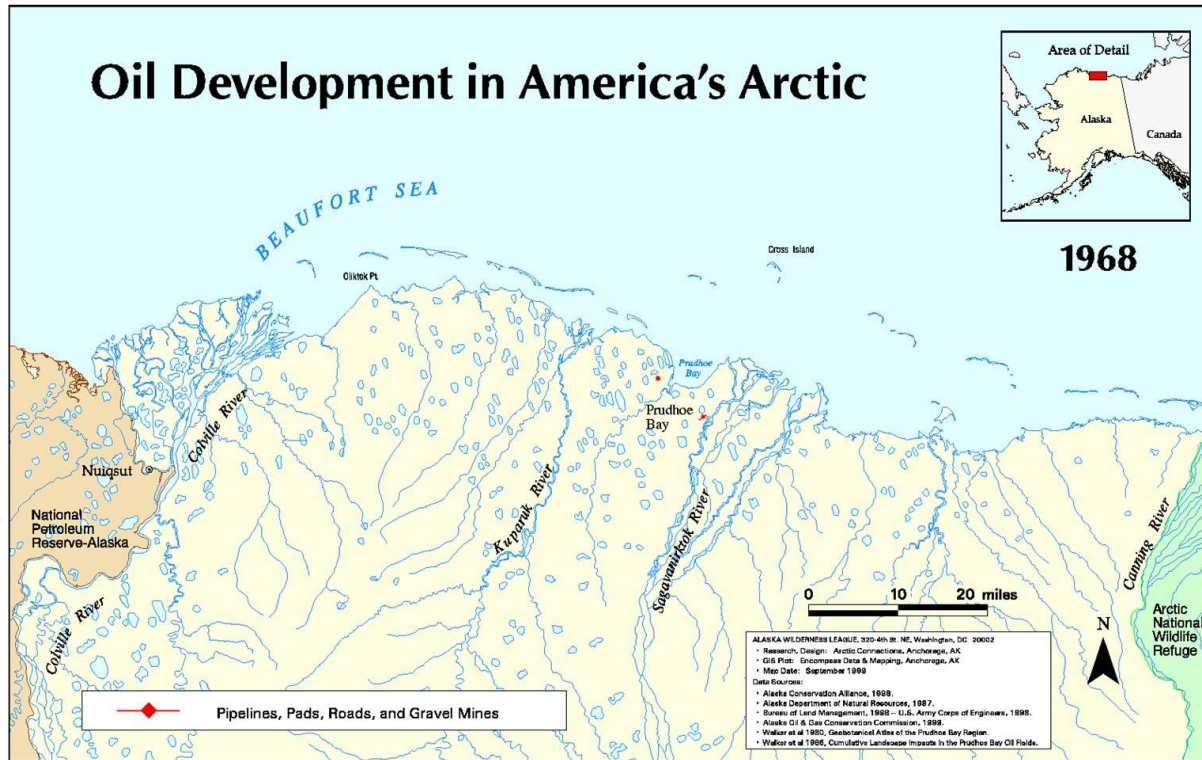 Oil Development in America's Arctic
Area of Detail
Alaska
Canada
1968
BEAUFORT SEA
Cross Island
Oliktok Pt.
Prudhoe
Bay
Prudhoe
Bay
Colville River
Nuiqsut
National
Petroleum
Reserve-Alaska
Kuparuk River
Sagavanirktok River
Canning River
Colville River
0 10 20 miles
N
Arctic
National
Wildlife
Refuge
ALASKA WILDERNESS LEAGUE, 320-4th St. NE, Washington, DC 20002
• Research, Design: Arctic Connections, Anchorage, AK
• GIS Plot: Encompass Data & Mapping, Anchorage, AK
• Map Date: September 1999
Data Sources:
• Alaska Conservation Alliance, 1998.
• Alaska Department of Natural Resources, 1997.
• Bureau of Land Management, 1998 -- U.S. Army Corps of Engineers, 1998.
• Alaska Oil & Gas Conservation Commission, 1998.
• Walker et al 1980, Geobotanical Atlas of the Prudhoe Bay Region.
• Walker et al 1986, Cumulative Landscape Impacts in the Prudhoe Bay Oil Fields.
Pipelines, Pads, Roads, and Gravel Mines